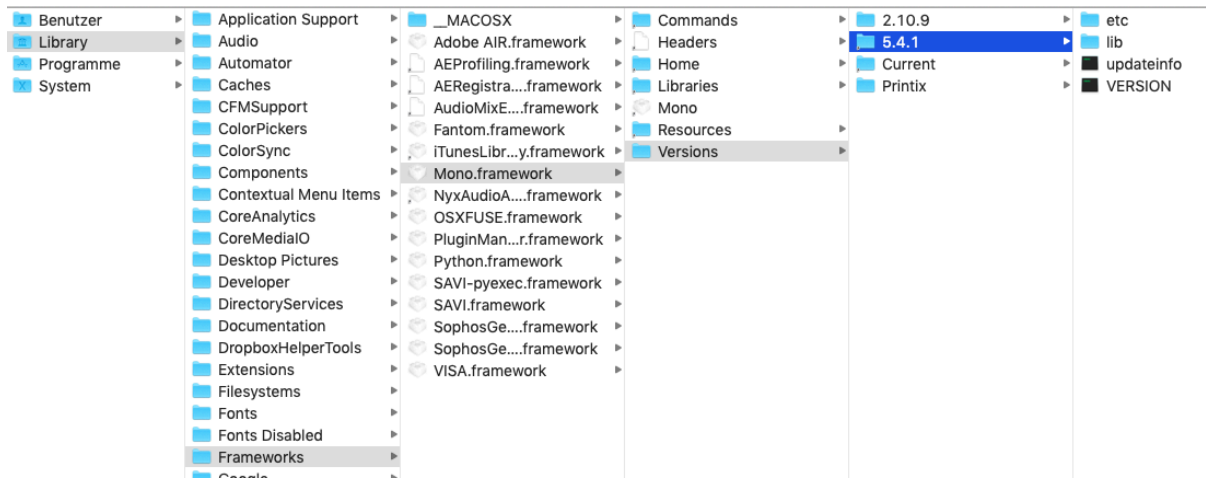 Benutzer
Library
Programme
System
Application Support
Audio
Automator
Caches
CFMSupport
ColorPickers
ColorSync
Components
Contextual Menu Items
CoreAnalytics
CoreMediaIO
Desktop Pictures
Developer
DirectoryServices
Documentation
DropboxHelperTools
Extensions
Filesystems
Fonts
Fonts Disabled
Frameworks
Google
__MACOSX
Adobe AIR.framework
AEProfiling.framework
AERegistra....framework
AudioMixE....framework
Fantom.framework
iTunesLibr...y.framework
Mono.framework
NyxAudioA....framework
OSXFUSE.framework
PluginMan...r.framework
Python.framework
SAVI-pyexec.framework
SAVI.framework
SophosGe....framework
SophosGe....framework
VISA.framework
Commands
Headers
Home
Libraries
Mono
Resources
Versions
2.10.9
5.4.1
Current
Printix
etc
lib
updateinfo
VERSION